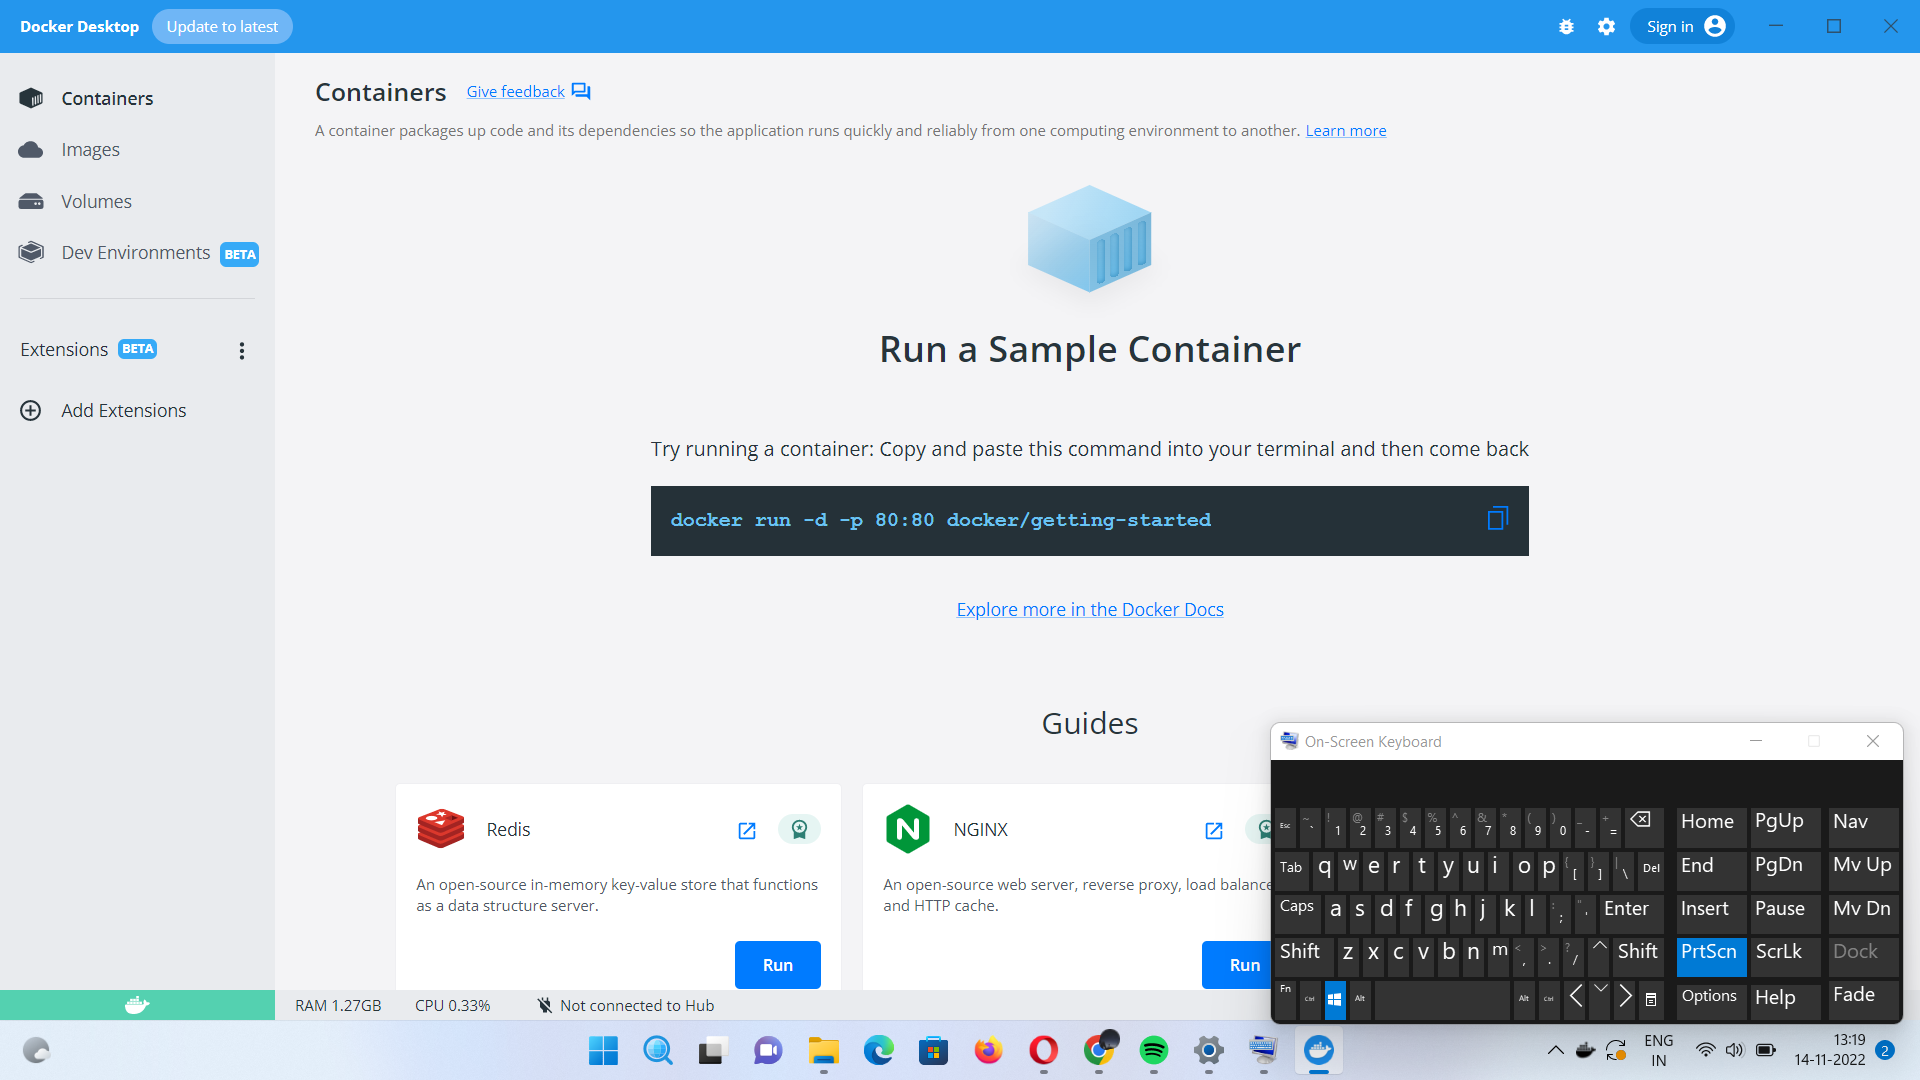 Docker Desktop Update to latest Sign in
Containers
Images
Volumes
Dev Environments BETA
Extensions BETA
Add Extensions
Containers Give feedback
A container packages up code and its dependencies so the application runs quickly and reliably from one computing environment to another. Learn more
Run a Sample Container
Try running a container: Copy and paste this command into your terminal and then come back
docker run -d -p 80:80 docker/getting-started
Explore more in the Docker Docs
Guides
Redis
An open-source in-memory key-value store that functions
as a data structure server.
Run
NGINX
An open-source web server, reverse proxy, load balance
and HTTP cache.
Run
On-Screen Keyboard
Esc ~ ` ! 1 @ 2 # 3 $ 4 % 5 ^ 6 & 7 * 8 ( 9 ) 0 _ - + = Home PgUp Nav
Tab q w e r t y u i o p { [ } ] | \ Del End PgDn Mv Up
Caps a s d f g h j k l : ; " ' Enter Insert Pause Mv Dn
Shift z x c v b n m < , > . ? / ^ Shift PrtScn ScrLk Dock
Fn Ctrl Alt Alt Ctrl Options Help Fade
RAM 1.27GB CPU 0.33% Not connected to Hub
ENG
IN
13:19
14-11-2022
2